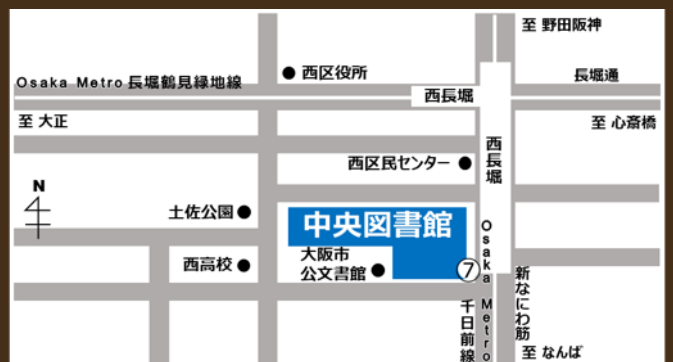 至 野田阪神
西区役所
Osaka Metro 長堀鶴見緑地線
長堀通
西長堀
至 大正
至 心斎橋
西長堀
西区民センター
N
土佐公園
中央図書館
大阪市
公文書館
西高校
⑦
Osaka Metro
千日前線
新なにわ筋
至 なんば